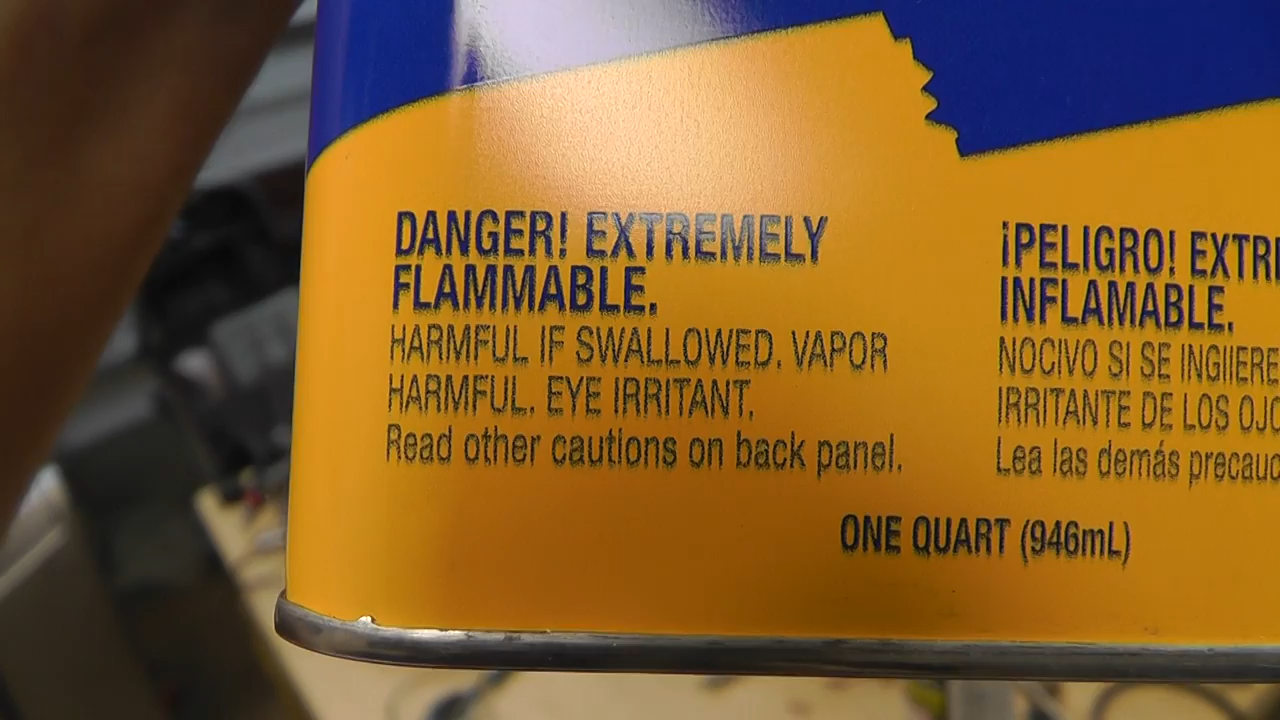 DANGER! EXTREMELY
FLAMMABLE.
HARMFUL IF SWALLOWED. VAPOR
HARMFUL. EYE IRRITANT.
Read other cautions on back panel.
¡PELIGRO!
INFLAMABLE.
NOCIVO SI SE INGIIERE
IRRITANTE DE LOS
Lea las demás
ONE QUART (946mL)